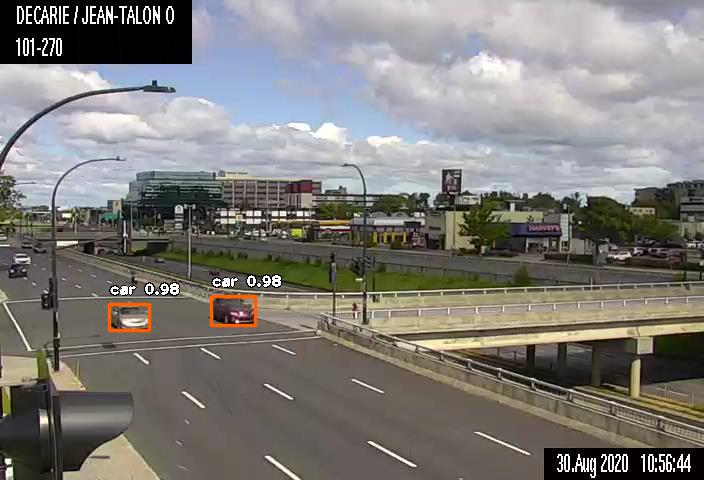 DECARIE / JEAN-TALON O
101-270
car 0.98
car 0.98
HARVEY'S
30.Aug 2020 10:56:44